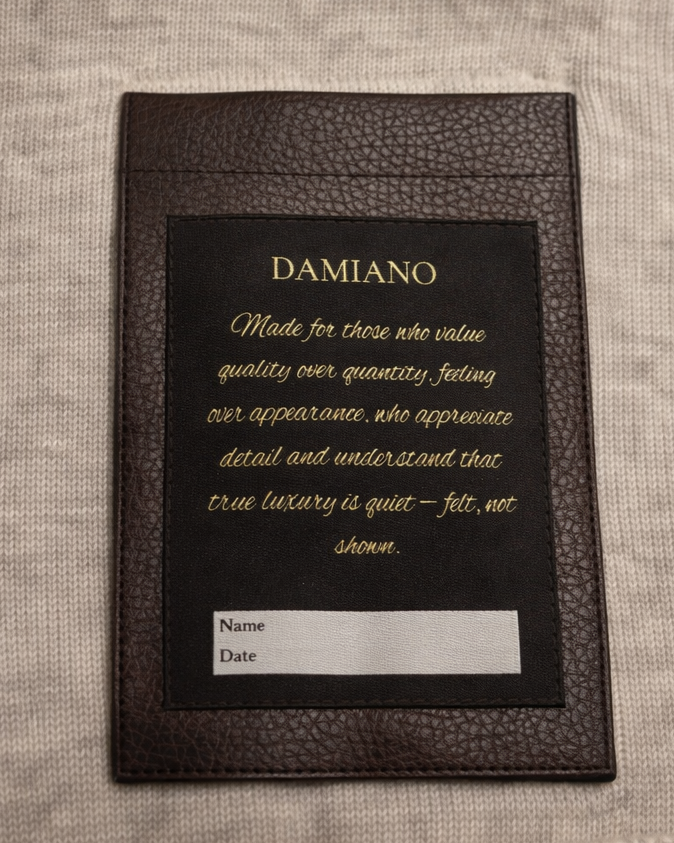 DAMIANO
Made for those who value
quality over quantity. feeling
over appearance. who appreciate
detail and understand that
true luxury is quiet – felt, not
shown.
Name
Date